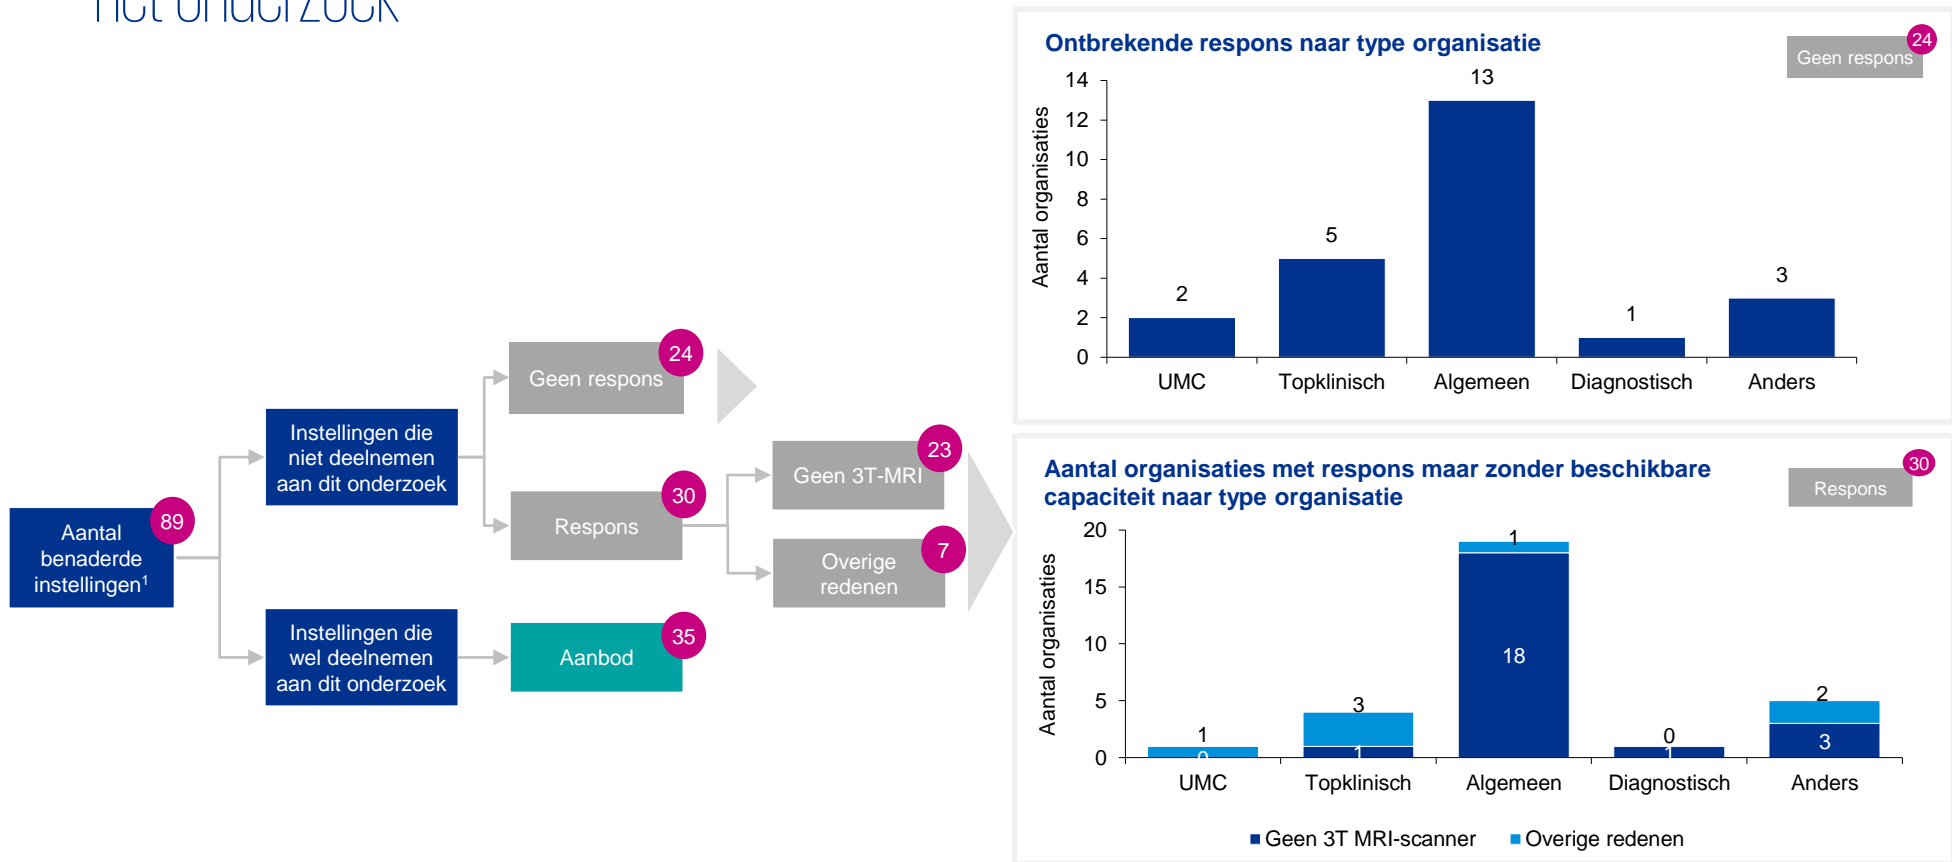 het onderzoek
Aantal
benaderde
instellingen¹
89
Instellingen die
niet deelnemen
aan dit onderzoek
Instellingen die
wel deelnemen
aan dit onderzoek
Geen respons
24
Respons
30
Aanbod
35
Geen 3T-MRI
23
Overige
redenen
7
Ontbrekende respons naar type organisatie
Geen respons
24
Aantal organisaties
14
12
10
8
6
4
2
0
2
5
13
1
3
UMC
Topklinisch
Algemeen
Diagnostisch
Anders
Aantal organisaties met respons maar zonder beschikbare
capaciteit naar type organisatie
Respons
30
Aantal organisaties
20
15
10
5
0
1
0
3
1
1
18
0
1
2
3
UMC
Topklinisch
Algemeen
Diagnostisch
Anders
Geen 3T MRI-scanner
Overige redenen